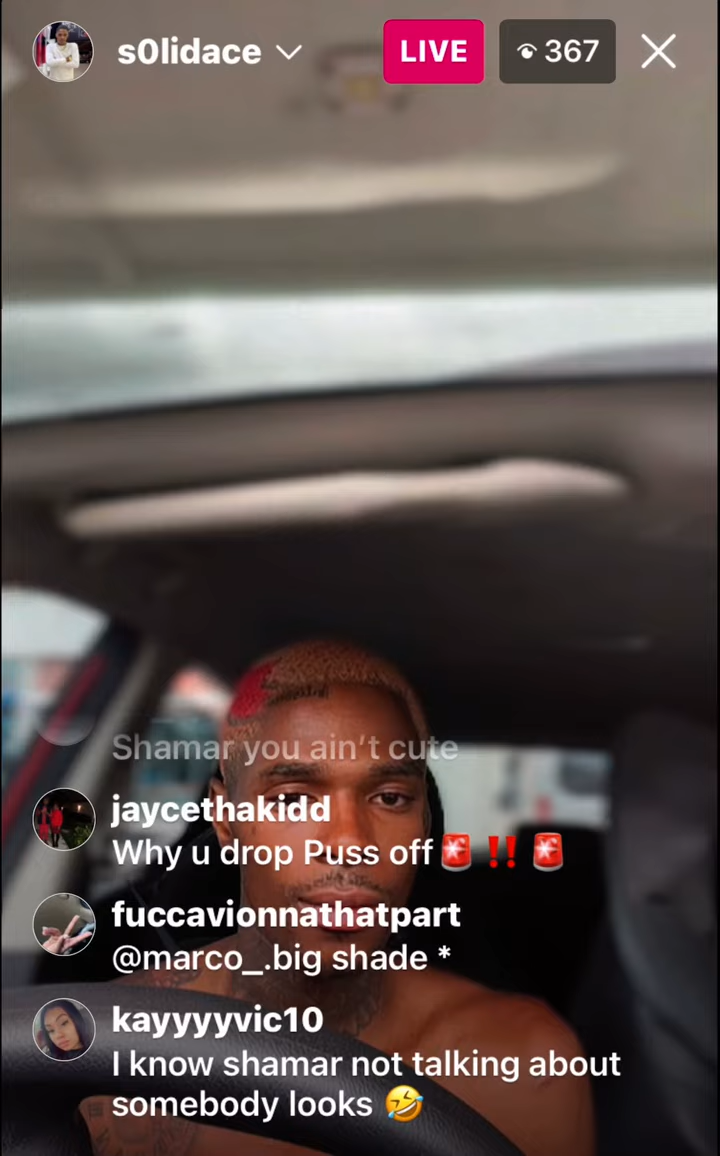 s0lidace
LIVE
367
Shamar you ain't cute
jaycethakidd
Why u drop Puss off🚨‼️🚨
fuccavionnathatpart
@marco_.big shade *
kayyyyvic10
I know shamar not talking about
somebody looks 🤣